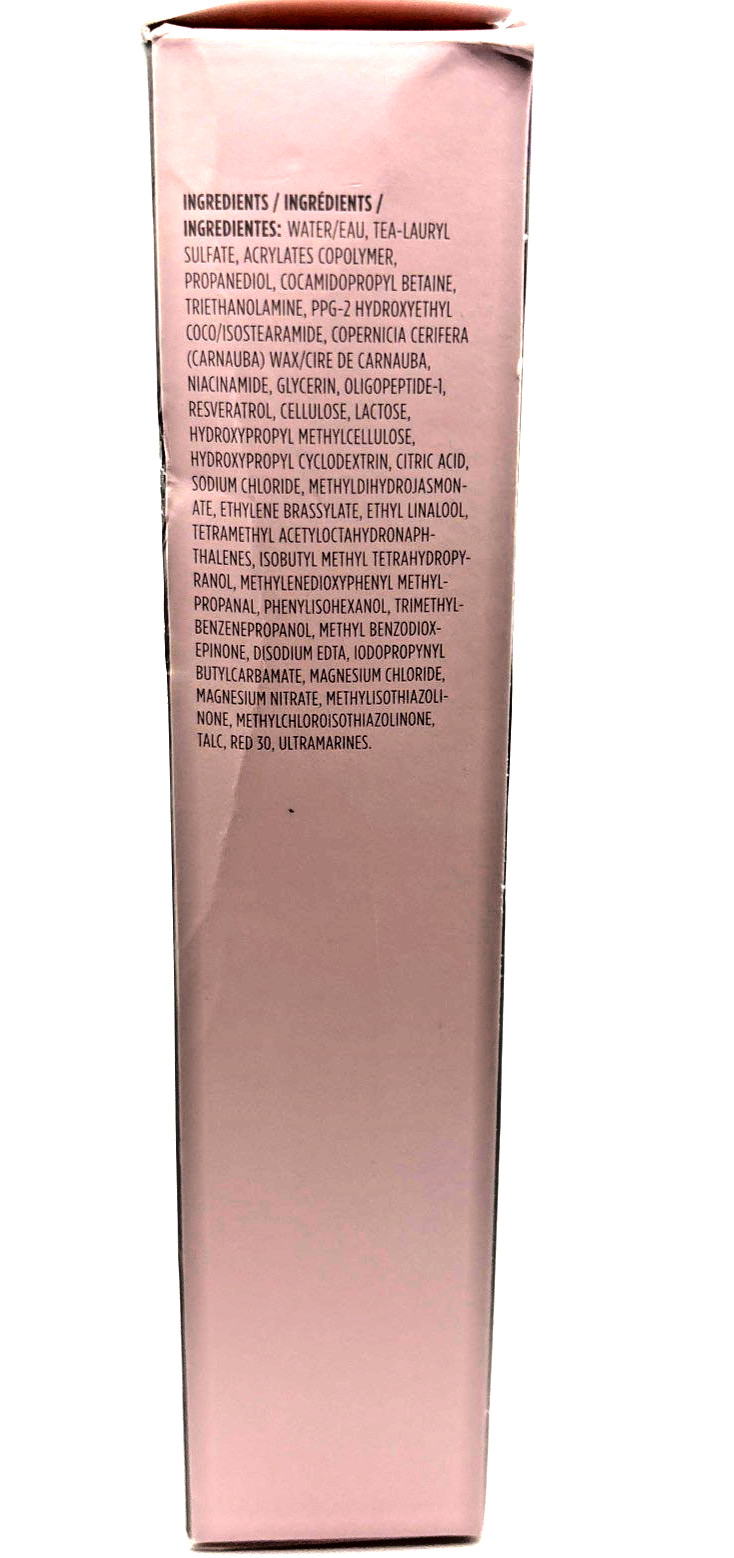 INGREDIENTS / INGRÉDIENTS /
INGREDIENTES: WATER/EAU, TEA-LAURYL
SULFATE, ACRYLATES COPOLYMER,
PROPANEDIOL, COCAMIDOPROPYL BETAINE,
TRIETHANOLAMINE, PPG-2 HYDROXYETHYL
COCO/ISOSTEARAMIDE, COPERNICIA CERIFERA
(CARNAUBA) WAX/CIRE DE CARNAUBA,
NIACINAMIDE, GLYCERIN, OLIGOPEPTIDE-1,
RESVERATROL, CELLULOSE, LACTOSE,
HYDROXYPROPYL METHYLCELLULOSE,
HYDROXYPROPYL CYCLODEXTRIN, CITRIC ACID,
SODIUM CHLORIDE, METHYLDIHYDROJASMON-
ATE, ETHYLENE BRASSYLATE, ETHYL LINALOOL,
TETRAMETHYL ACETYLOCTAHYDRONAPH-
THALENES, ISOBUTYL METHYL TETRAHYDROPY-
RANOL, METHYLENEDIOXYPHENYL METHYL-
PROPANAL, PHENYLISOHEXANOL, TRIMETHYL-
BENZENEPROPANOL, METHYL BENZODIOX-
EPINONE, DISODIUM EDTA, IODOPROPYNYL
BUTYLCARBAMATE, MAGNESIUM CHLORIDE,
MAGNESIUM NITRATE, METHYLISOTHIAZOLI-
NONE, METHYLCHLOROISOTHIAZOLINONE,
TALC, RED 30, ULTRAMARINES.